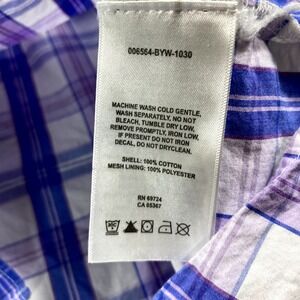 006564-BYW-1030
MACHINE WASH COLD GENTLE,
WASH SEPARATELY, NO NOT
BLEACH, TUMBLE DRY LOW,
REMOVE PROMPTLY, IRON LOW,
IF PRESENT DO NOT IRON
DECAL, DO NOT DRYCLEAN.
SHELL: 100% COTTON
MESH LINING: 100% POLYESTER
RN 69724
CA 05367